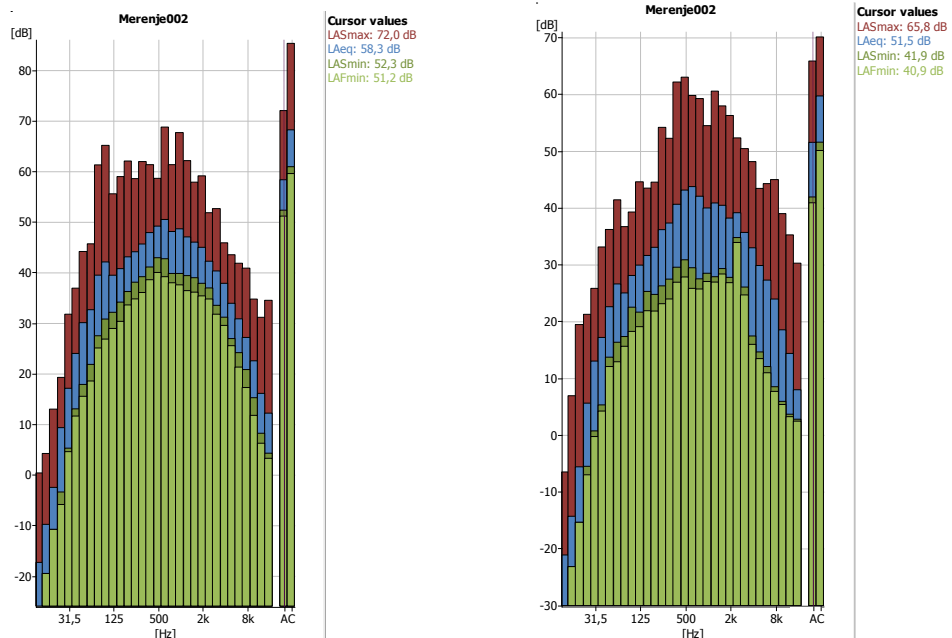 Merenje002
[dB]
80
70
60
50
40
30
20
10
0
-10
-20
31,5 125 500 2k 8k AC
[Hz]
Cursor values
LASmax: 72,0 dB
LAeq: 58,3 dB
LASmin: 52,3 dB
LAFmin: 51,2 dB
Merenje002
[dB]
70
60
50
40
30
20
10
0
-10
-20
-30
31,5 125 500 2k 8k AC
[Hz]
Cursor values
LASmax: 65,8 dB
LAeq: 51,5 dB
LASmin: 41,9 dB
LAFmin: 40,9 dB